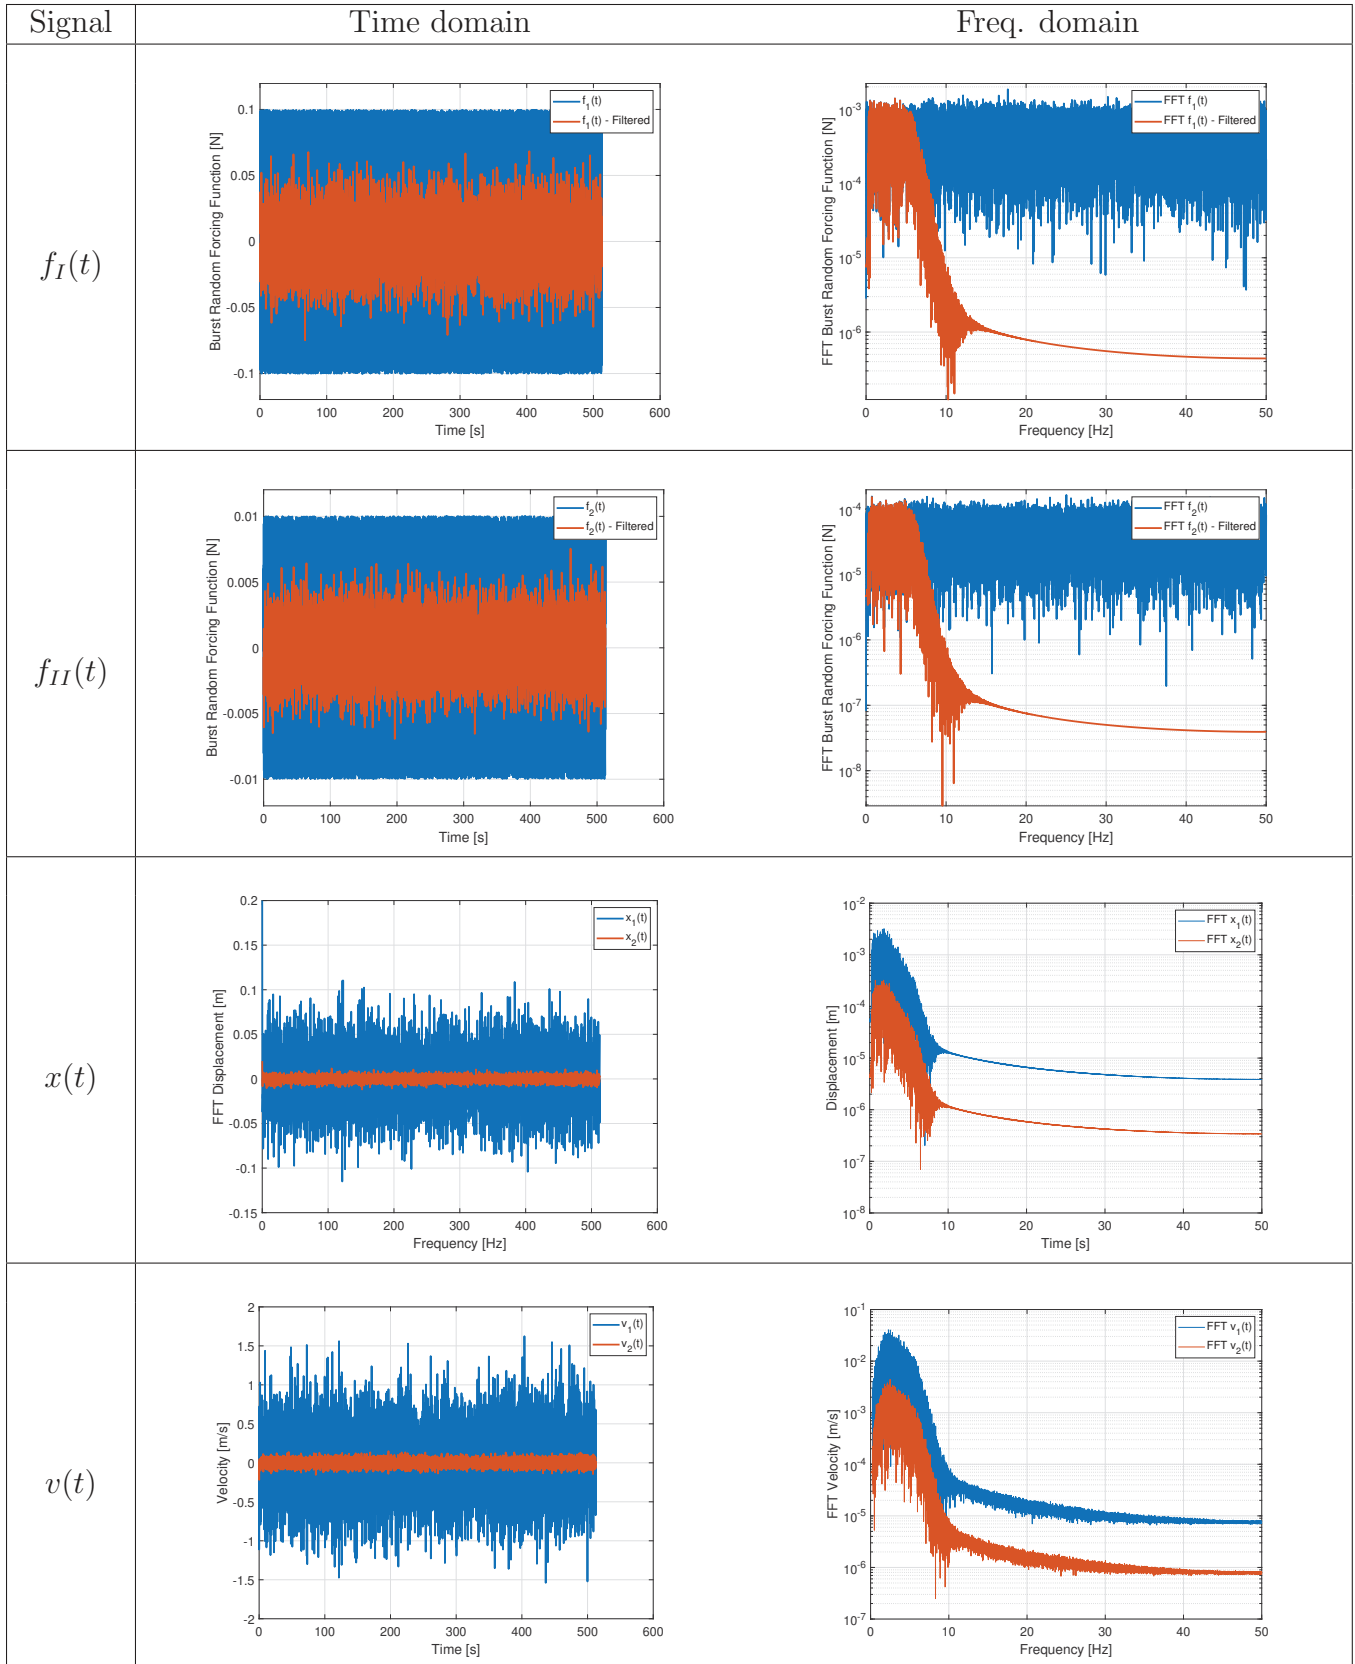 Signal Time domain Freq. domain
f_I(t)
Burst Random Forcing Function [N]
0.1
0.05
0
-0.05
-0.1
0 100 200 300 400 500 600
Time [s]
f_1(t)
f_1(t) - Filtered
FFT Burst Random Forcing Function [N]
10^-3
10^-4
10^-5
10^-6
0 10 20 30 40 50
Frequency [Hz]
FFT f_1(t)
FFT f_1(t) - Filtered
f_{II}(t)
Burst Random Forcing Function [N]
0.01
0.005
0
-0.005
-0.01
0 100 200 300 400 500 600
Time [s]
f_2(t)
f_2(t) - Filtered
FFT Burst Random Forcing Function [N]
10^-4
10^-5
10^-6
10^-7
10^-8
0 10 20 30 40 50
Frequency [Hz]
FFT f_2(t)
FFT f_2(t) - Filtered
x(t)
FFT Displacement [m]
0.2
0.15
0.1
0.05
0
-0.05
-0.1
-0.15
0 100 200 300 400 500 600
Frequency [Hz]
x_1(t)
x_2(t)
Displacement [m]
10^-2
10^-3
10^-4
10^-5
10^-6
10^-7
10^-8
0 10 20 30 40 50
Time [s]
FFT x_1(t)
FFT x_2(t)
v(t)
Velocity [m/s]
2
1.5
1
0.5
0
-0.5
-1
-1.5
-2
0 100 200 300 400 500 600
Time [s]
v_1(t)
v_2(t)
FFT Velocity [m/s]
10^-1
10^-2
10^-3
10^-4
10^-5
10^-6
10^-7
0 10 20 30 40 50
Frequency [Hz]
FFT v_1(t)
FFT v_2(t)